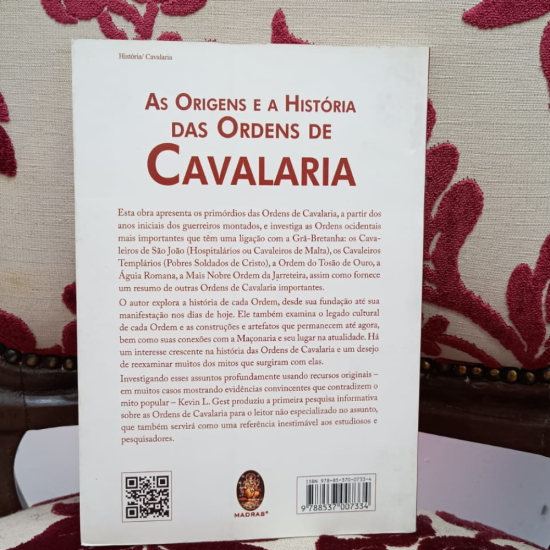 História/ Cavalaria
As Origens e a História
das Ordens de
Cavalaria
Esta obra apresenta os primórdios das Ordens de Cavalaria, a partir dos
anos iniciais dos guerreiros montados, e investiga as Ordens ocidentais
mais importantes que têm uma ligação com a Grã-Bretanha: os Cava-
leiros de São João (Hospitalários ou Cavaleiros de Malta), os Cavaleiros
Templários (Pobres Soldados de Cristo), a Ordem do Tosão de Ouro, a
Águia Romana, a Mais Nobre Ordem da Jarreteira, assim como fornece
um resumo de outras Ordens de Cavalaria importantes.
O autor explora a história de cada Ordem, desde sua fundação até sua
manifestação nos dias de hoje. Ele também examina o legado cultural
de cada Ordem e as construções e artefatos que permanecem até agora,
bem como suas conexões com a Maçonaria e seu lugar na atualidade. Há
um interesse crescente na história das Ordens de Cavalaria e um desejo
de reexaminar muitos dos mitos que surgiram com elas.
Investigando esses assuntos profundamente usando recursos originais –
em muitos casos mostrando evidências convincentes que contradizem o
mito popular – Kevin L. Gest produziu a primeira pesquisa informativa
sobre as Ordens de Cavalaria para o leitor não especializado no assunto,
que também servirá como uma referência inestimável aos estudiosos e
pesquisadores.
MADRAS®
ISBN 978-85-370-0733-4
9 788537 007334